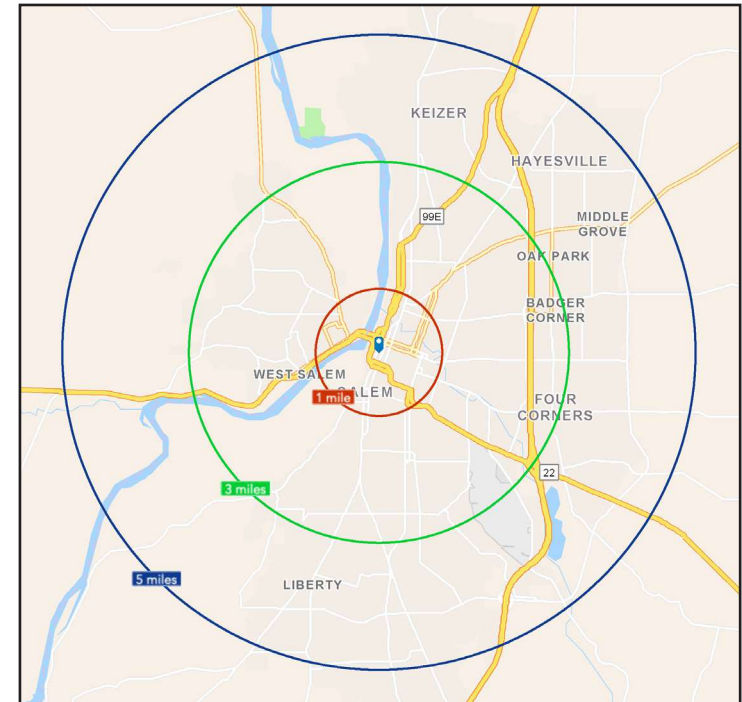 KEIZER
HAYESVILLE
99E
MIDDLE
GROVE
OAK PARK
BADGER
CORNER
WEST SALEM
SALEM
1 mile
FOUR
CORNERS
22
3 miles
5 miles
LIBERTY